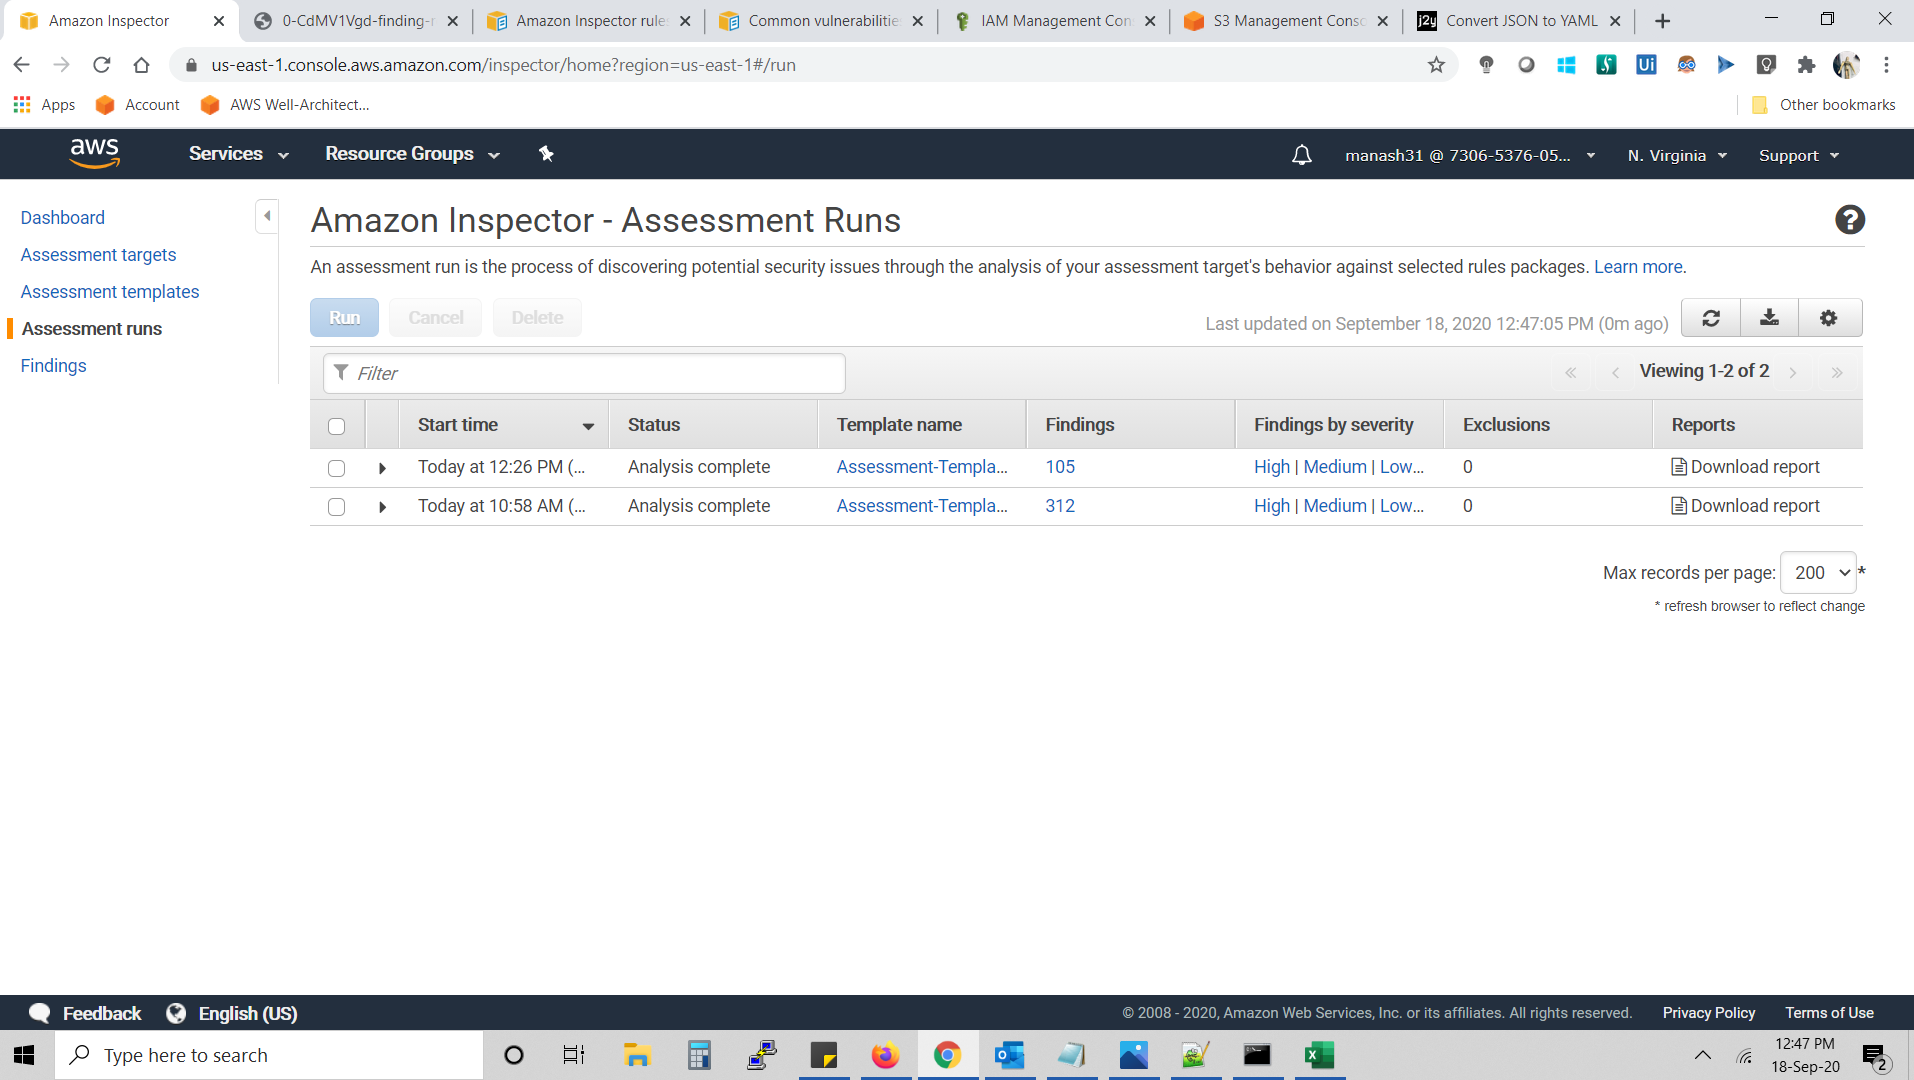 Amazon Inspector
0-CdMV1Vgd-finding-r
Amazon Inspector rule
Common vulnerabilitie
IAM Management Con
S3 Management Conso
j2y Convert JSON to YAML
us-east-1.console.aws.amazon.com/inspector/home?region=us-east-1#/run
Ui
Apps
Account
AWS Well-Architect...
Other bookmarks
aws
Services
Resource Groups
manash31 @ 7306-5376-05...
N. Virginia
Support
Dashboard
Assessment targets
Assessment templates
Assessment runs
Findings
Amazon Inspector - Assessment Runs
?
An assessment run is the process of discovering potential security issues through the analysis of your assessment target's behavior against selected rules packages. Learn more.
Run
Cancel
Delete
Last updated on September 18, 2020 12:47:05 PM (0m ago)
Filter
« ‹ Viewing 1-2 of 2 › »
Start time Status Template name Findings Findings by severity Exclusions Reports
Today at 12:26 PM (... Analysis complete Assessment-Templa... 105 High | Medium | Low... 0 Download report
Today at 10:58 AM (... Analysis complete Assessment-Templa... 312 High | Medium | Low... 0 Download report
Max records per page: 200 *
* refresh browser to reflect change
Feedback
English (US)
© 2008 - 2020, Amazon Web Services, Inc. or its affiliates. All rights reserved.
Privacy Policy
Terms of Use
Type here to search
12:47 PM
18-Sep-20
2